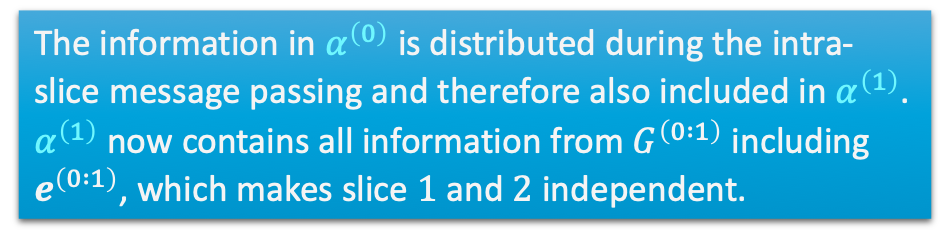 The information in α⁽⁰⁾ is distributed during the intra-
slice message passing and therefore also included in α⁽¹⁾.
α⁽¹⁾ now contains all information from G⁽⁰:¹⁾ including
e⁽⁰:¹⁾, which makes slice 1 and 2 independent.